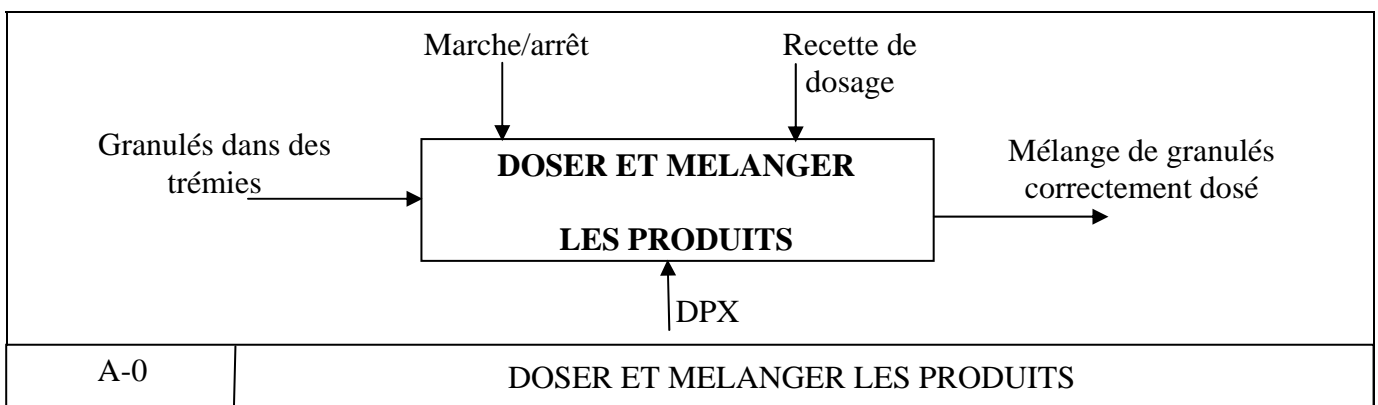 Marche/arrêt
Recette de
dosage
Granulés dans des
trémies
DOSER ET MELANGER
LES PRODUITS
Mélange de granulés
correctement dosé
DPX
A-0
DOSER ET MELANGER LES PRODUITS